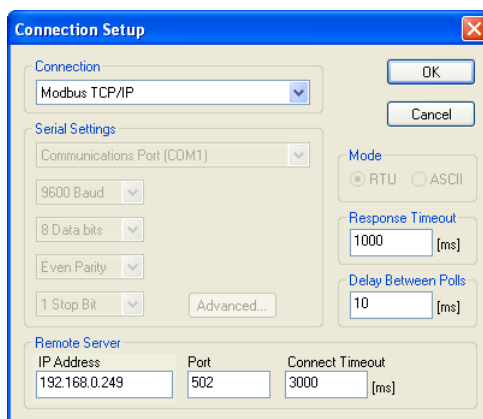 Connection Setup
Connection
OK
Modbus TCP/IP
Cancel
Serial Settings
Communications Port (COM1)
Mode
RTU ASCII
9600 Baud
Response Timeout
8 Data bits
1000 [ms]
Even Parity
Delay Between Polls
1 Stop Bit Advanced...
10 [ms]
Remote Server
IP Address Port Connect Timeout
192.168.0.249 502 3000 [ms]